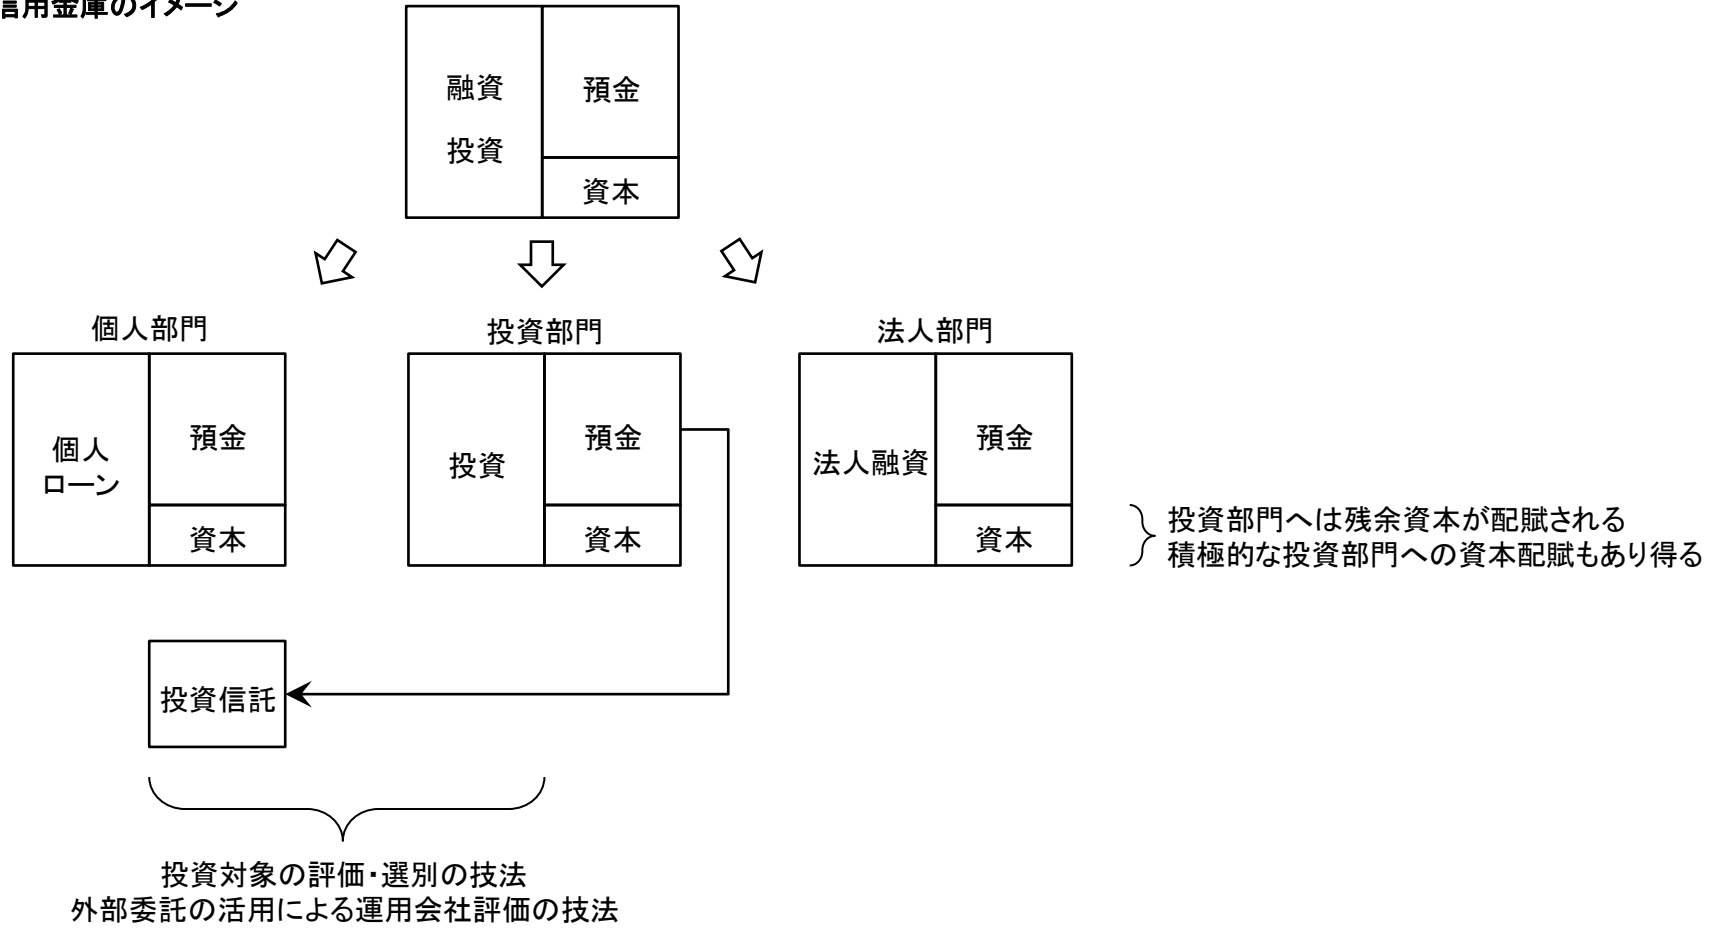 信用金庫のイメージ
融資
預金
投資
資本
個人部門
投資部門
法人部門
個人
ローン
預金
資本
投資
預金
資本
法人融資
預金
資本
投資部門へは残余資本が配賦される
積極的な投資部門への資本配賦もあり得る
投資信託
投資対象の評価・選別の技法
外部委託の活用による運用会社評価の技法